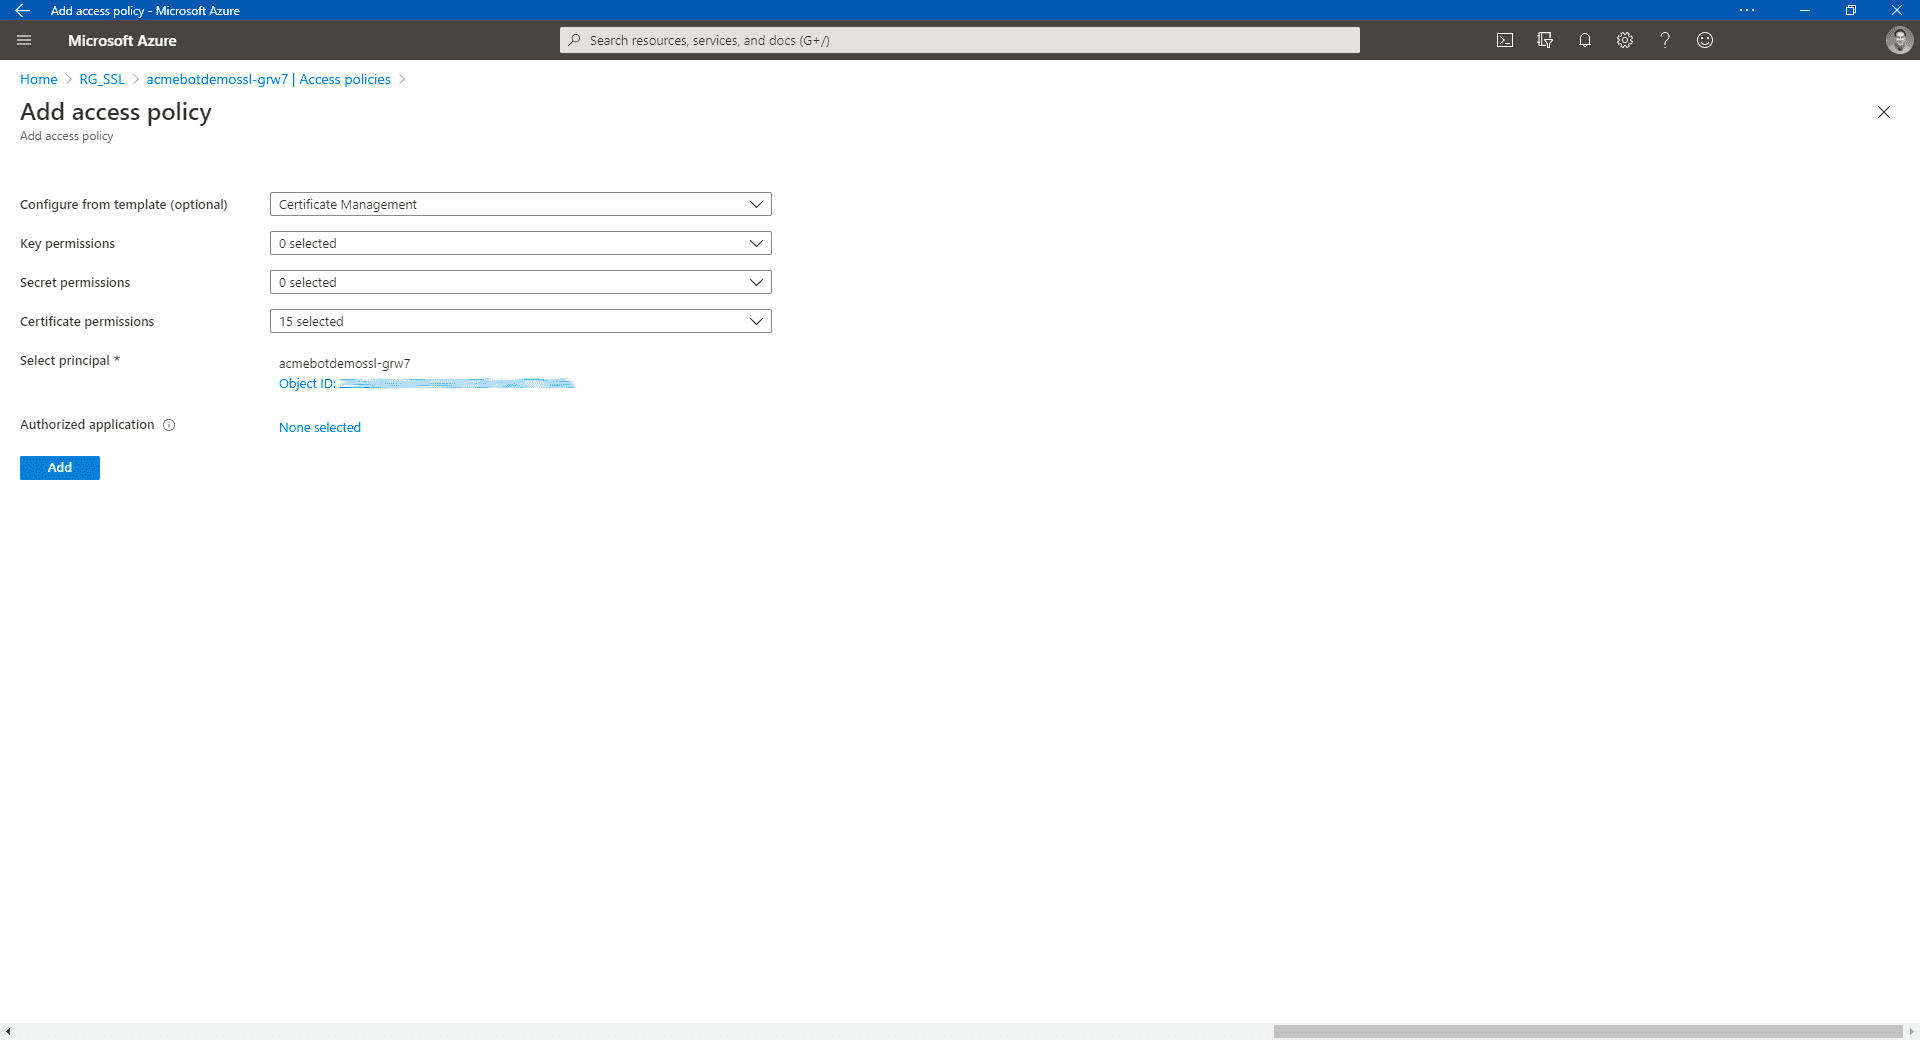 Add access policy - Microsoft Azure
Microsoft Azure
Search resources, services, and docs (G+/)
Home > RG_SSL > acmebotdemossl-grw7 | Access policies >
Add access policy
Add access policy
Configure from template (optional)
Certificate Management
Key permissions
0 selected
Secret permissions
0 selected
Certificate permissions
15 selected
Select principal *
acmebotdemossl-grw7
Object ID:
Authorized application
None selected
Add